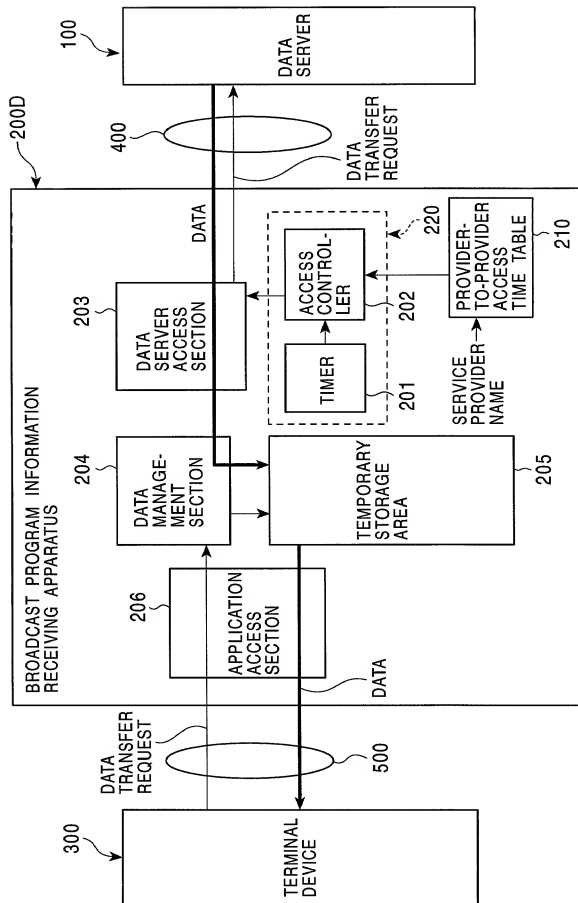 100
DATA
SERVER
400
DATA
TRANSFER
REQUEST
200D
BROADCAST PROGRAM INFORMATION
RECEIVING APPARATUS
DATA
203
DATA
SERVER
ACCESS
SECTION
220
ACCESS
CONTROL-
LER
202
TIMER
201
PROVIDER-
TO-PROVIDER
ACCESS
TIME TABLE
210
SERVICE
PROVIDER
NAME
204
DATA
MANAGE-
MENT
SECTION
TEMPORARY
STORAGE
AREA
205
206
APPLICATION
ACCESS
SECTION
DATA
DATA
TRANSFER
REQUEST
500
300
TERMINAL
DEVICE